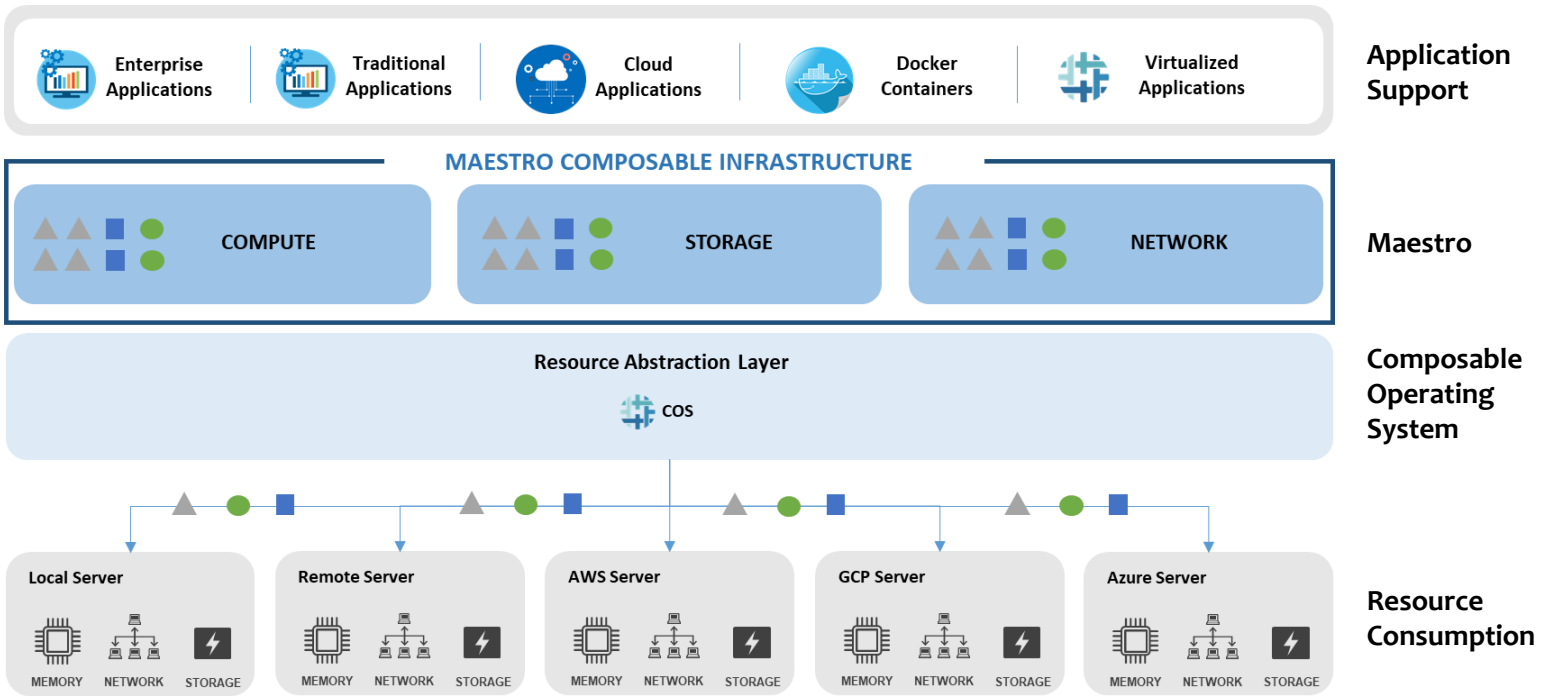 Enterprise
Applications
Traditional
Applications
Cloud
Applications
Docker
Containers
Virtualized
Applications
Application
Support
MAESTRO COMPOSABLE INFRASTRUCTURE
COMPUTE
STORAGE
NETWORK
Maestro
Resource Abstraction Layer
COS
Composable
Operating
System
Local Server
MEMORY
NETWORK
STORAGE
Remote Server
MEMORY
NETWORK
STORAGE
AWS Server
MEMORY
NETWORK
STORAGE
GCP Server
MEMORY
NETWORK
STORAGE
Azure Server
MEMORY
NETWORK
STORAGE
Resource
Consumption